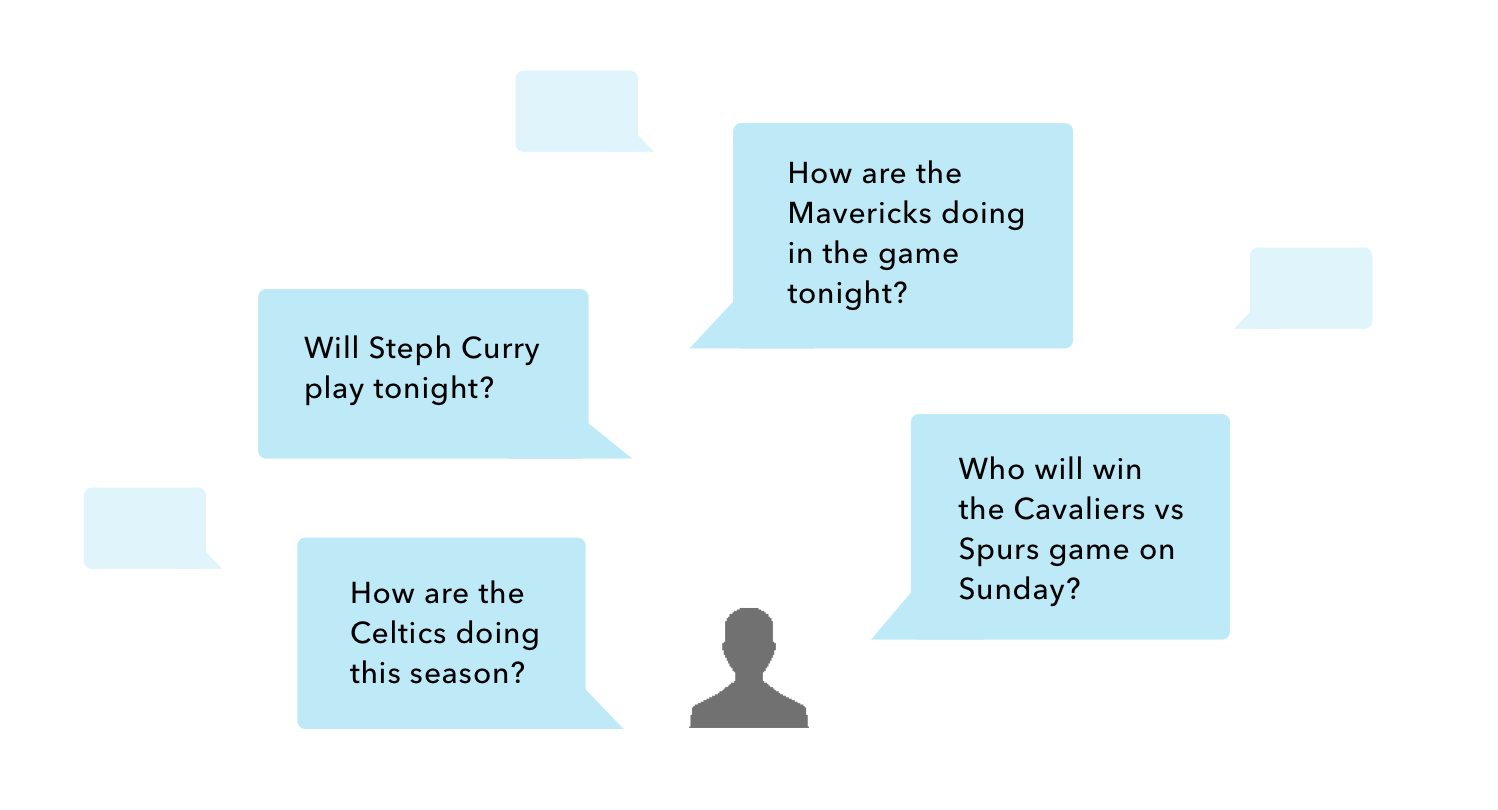 How are the
Mavericks doing
in the game
tonight?
Will Steph Curry
play tonight?
Who will win
the Cavaliers vs
Spurs game on
Sunday?
How are the
Celtics doing
this season?